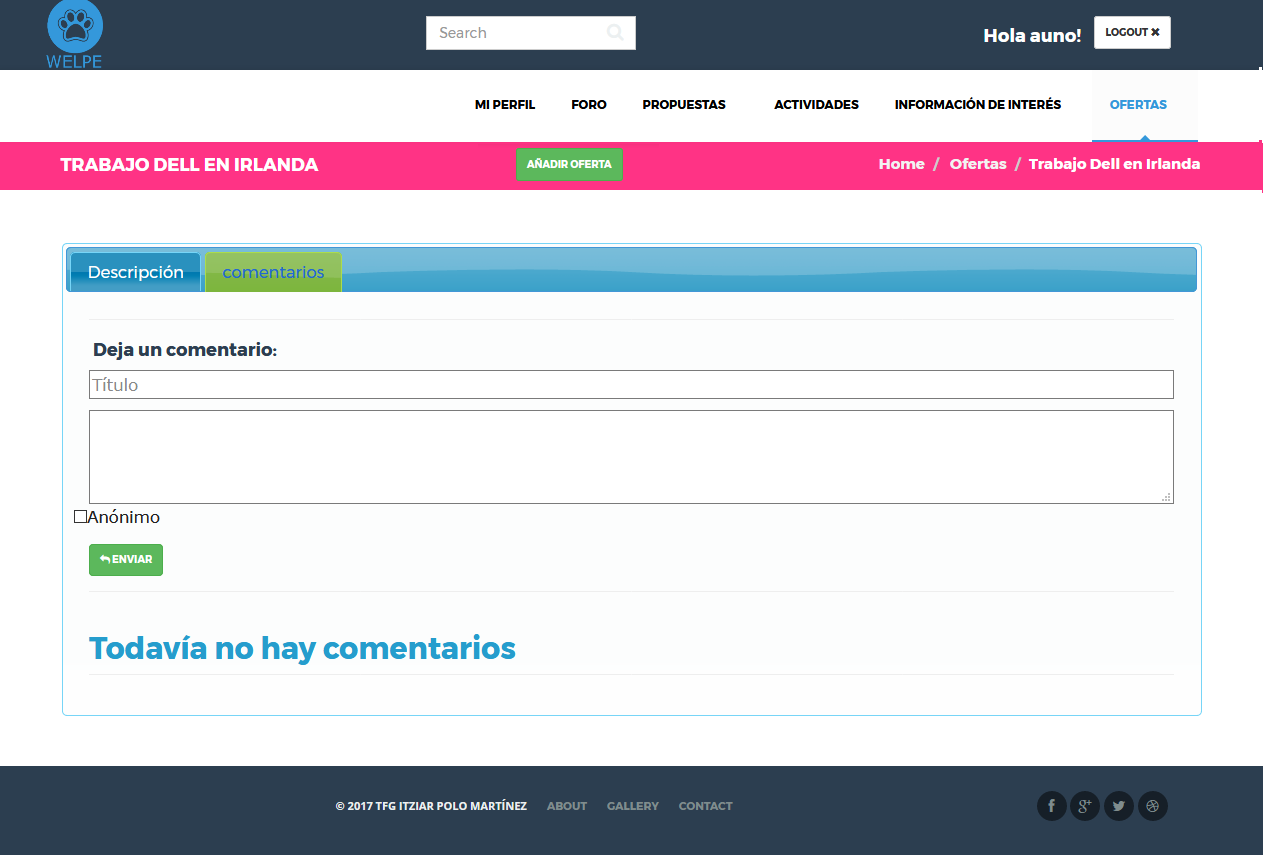 WELPE
Search
Hola auno!
LOGOUT ✖
MI PERFIL FORO PROPUESTAS ACTIVIDADES INFORMACIÓN DE INTERÉS OFERTAS
TRABAJO DELL EN IRLANDA
AÑADIR OFERTA
Home / Ofertas / Trabajo Dell en Irlanda
Descripción comentarios
Deja un comentario:
Título
Anónimo
ENVIAR
Todavía no hay comentarios
© 2017 TFG ITZIAR POLO MARTÍNEZ ABOUT GALLERY CONTACT